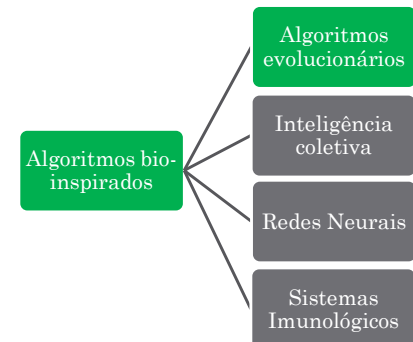 Algoritmos
evolucionários
Inteligência
coletiva
Algoritmos bio-
inspirados
Redes Neurais
Sistemas
Imunológicos